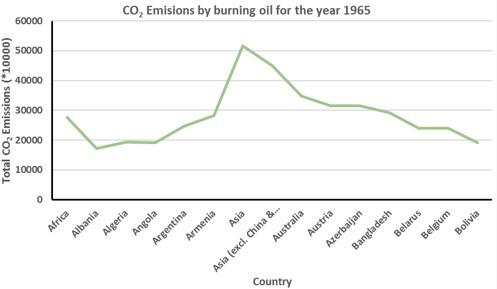 CO₂ Emisions by burning oil for the year 1965
Total CO₂ Emissions (*10000)
60000
50000
40000
30000
20000
10000
0
Africa
Albania
Algeria
Angola
Argentina
Armenia
Asia
Asia (excl. China &...
Australia
Austria
Azerbaijan
Bangladesh
Belarus
Belgium
Bolivia
Country